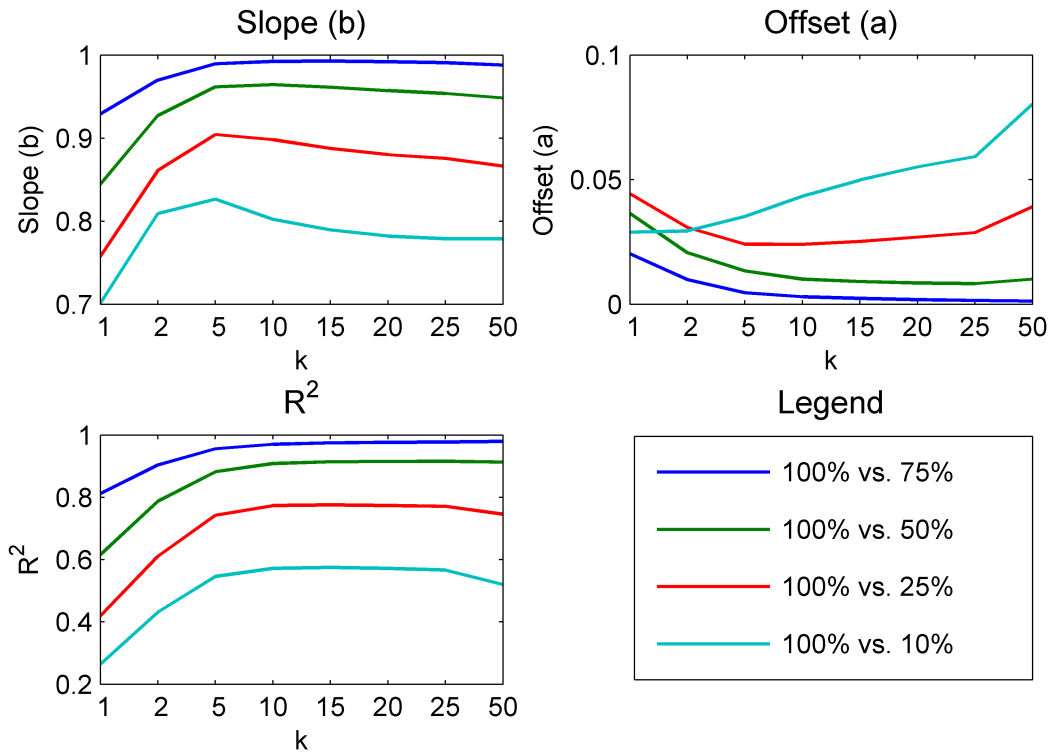 Slope (b)
1
0.9
0.8
0.7
Slope (b)
1 2 5 10 15 20 25 50
k
Offset (a)
0.1
0.05
0
Offset (a)
1 2 5 10 15 20 25 50
k
R²
1
0.8
0.6
0.4
0.2
R²
1 2 5 10 15 20 25 50
k
Legend
100% vs. 75%
100% vs. 50%
100% vs. 25%
100% vs. 10%